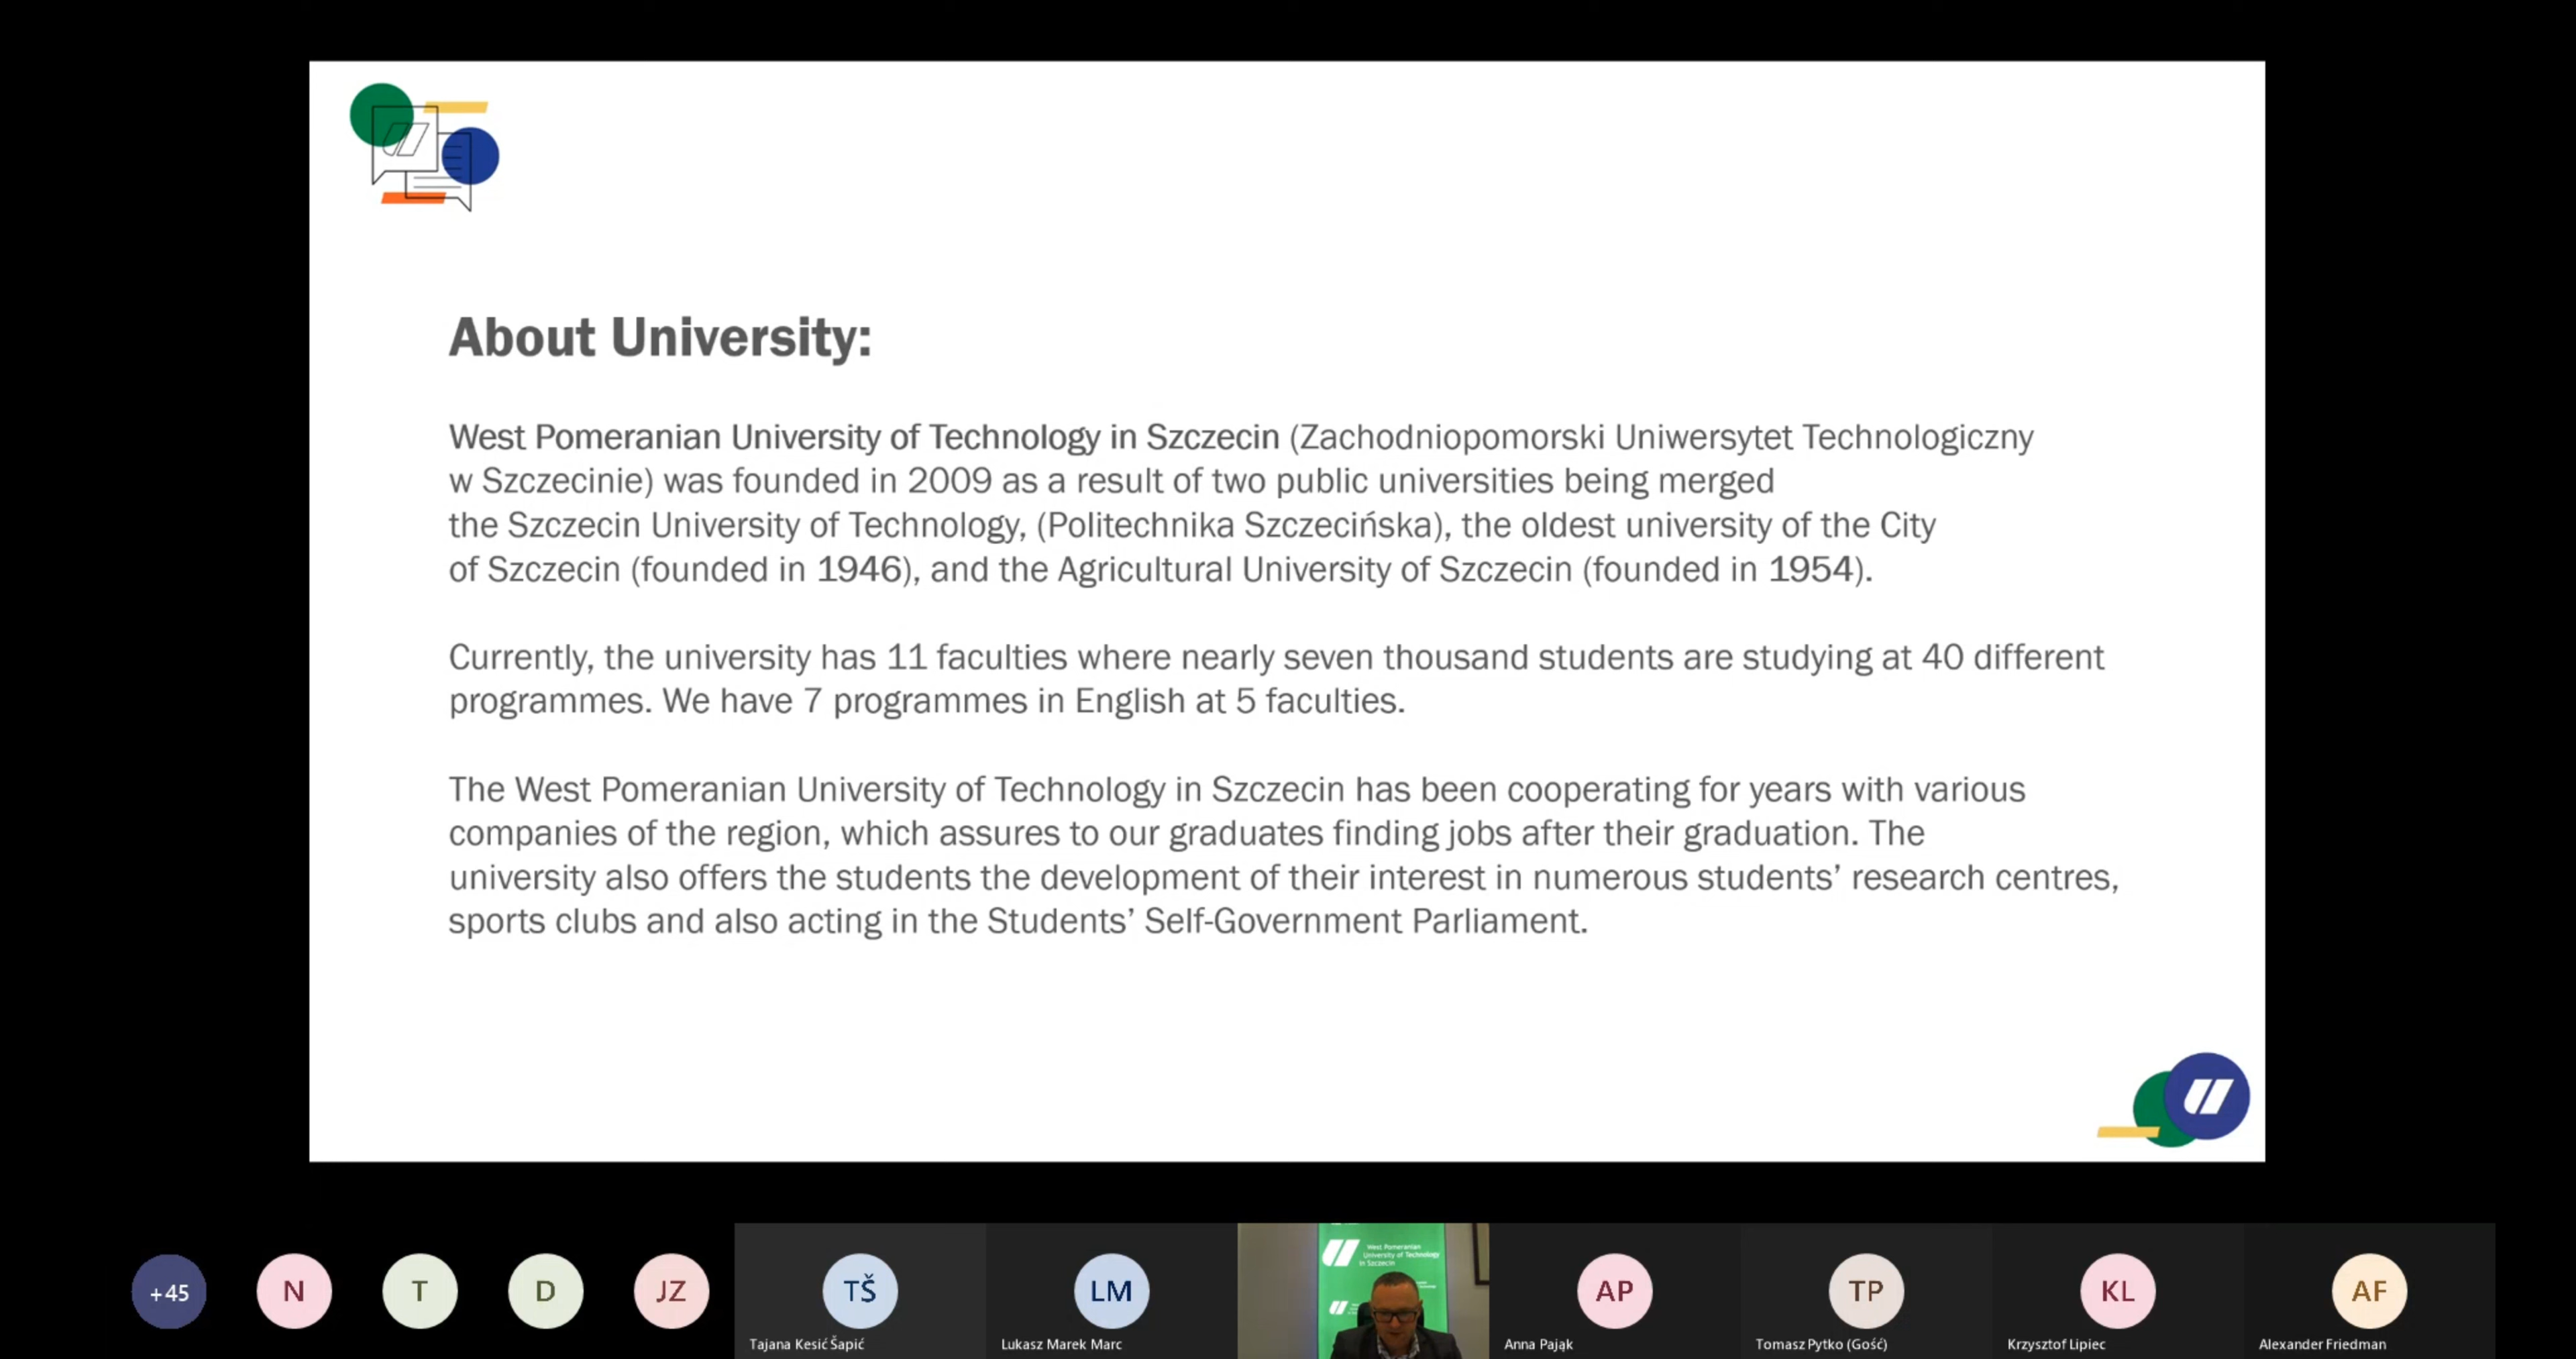 About University:
West Pomeranian University of Technology in Szczecin (Zachodniopomorski Uniwersytet Technologiczny
w Szczecinie) was founded in 2009 as a result of two public universities being merged
the Szczecin University of Technology, (Politechnika Szczecińska), the oldest university of the City
of Szczecin (founded in 1946), and the Agricultural University of Szczecin (founded in 1954).
Currently, the university has 11 faculties where nearly seven thousand students are studying at 40 different
programmes. We have 7 programmes in English at 5 faculties.
The West Pomeranian University of Technology in Szczecin has been cooperating for years with various
companies of the region, which assures to our graduates finding jobs after their graduation. The
university also offers the students the development of their interest in numerous students’ research centres,
sports clubs and also acting in the Students’ Self-Government Parliament.
West Pomeranian
University of Technology
in Szczecin
+45
N
T
D
JZ
TŠ
LM
AP
TP
KL
AF
Tajana Kesić Šapić
Lukasz Marek Marc
Anna Pająk
Tomasz Pytko (Gość)
Krzysztof Lipiec
Alexander Friedman